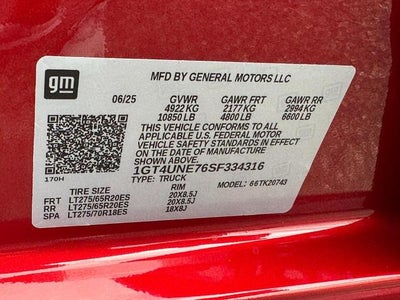 gm
MFD BY GENERAL MOTORS LLC
06/25 GVWR GAWR FRT GAWR RR
4922 KG 2177 KG 2994 KG
10850 LB 4800 LB 6600 LB
THIS VEHICLE CONFORMS TO ALL
APPLICABLE U.S. FEDERAL MOTOR
VEHICLE SAFETY STANDARDS IN EFFECT
ON THE DATE OF MANUFACTURE
SHOWN ABOVE
1GT4UNE76SF334316
170H
TYPE: TRUCK MODEL: 66TK20743
TIRE SIZE RIM
FRT LT275/65R20ES 20X8.5J
RR LT275/65R20ES 20X8.5J
SPA LT275/70R18ES 18X8J